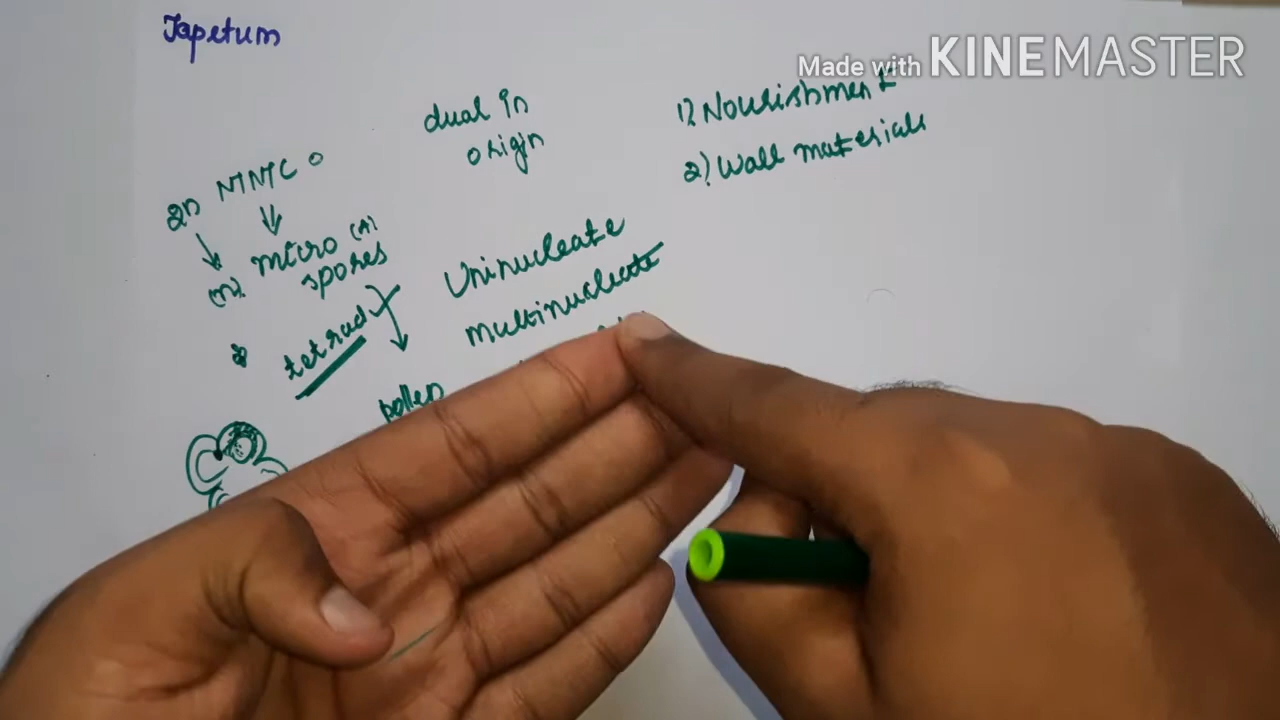 Tapetum
Made with KINEMASTER
dual in
origin
1) Nourishment
2) Wall materials
2n MMC
(n) micro
spores
tetrad
Uninucleate
multinucleate
pollen